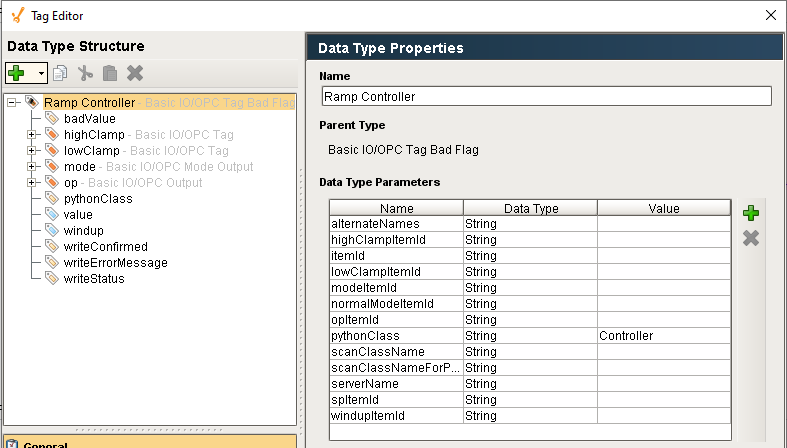 Tag Editor
Data Type Structure
Ramp Controller - Basic IO/OPC Tag Bad Flag
badValue
highClamp - Basic IO/OPC Tag
lowClamp - Basic IO/OPC Tag
mode - Basic IO/OPC Mode Output
op - Basic IO/OPC Output
pythonClass
value
windup
writeConfirmed
writeErrorMessage
writeStatus
General
Data Type Properties
Name
Ramp Controller
Parent Type
Basic IO/OPC Tag Bad Flag
Data Type Parameters
Name Data Type Value
alternateNames String
highClampItemId String
itemId String
lowClampItemId String
modeItemId String
normalModeItemId String
opItemId String
pythonClass String Controller
scanClassName String
scanClassNameForP... String
serverName String
spItemId String
windupItemId String